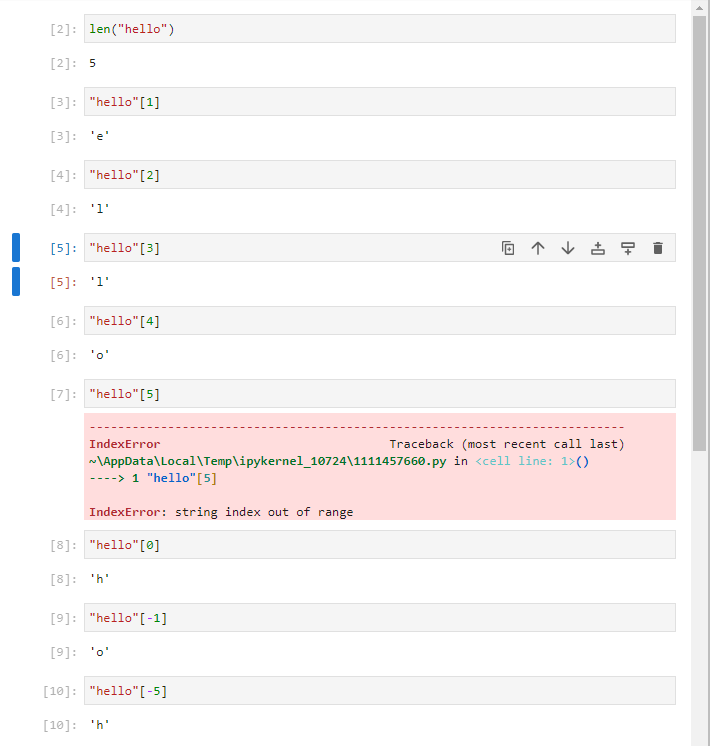 [2]: len("hello")
[2]: 5
[3]: "hello"[1]
[3]: 'e'
[4]: "hello"[2]
[4]: 'l'
[5]: "hello"[3]
[5]: 'l'
[6]: "hello"[4]
[6]: 'o'
[7]: "hello"[5]
---------------------------------------------------------------------------
IndexError                                Traceback (most recent call last)
~\AppData\Local\Temp\ipykernel_10724\1111457660.py in <cell line: 1>()
----> 1 "hello"[5]
IndexError: string index out of range
[8]: "hello"[0]
[8]: 'h'
[9]: "hello"[-1]
[9]: 'o'
[10]: "hello"[-5]
[10]: 'h'